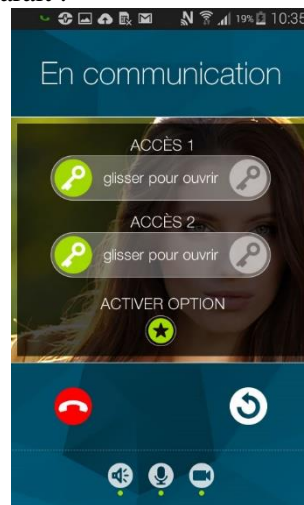 19% 10:35
En communication
ACCÈS 1
glisser pour ouvrir
ACCÈS 2
glisser pour ouvrir
ACTIVER OPTION